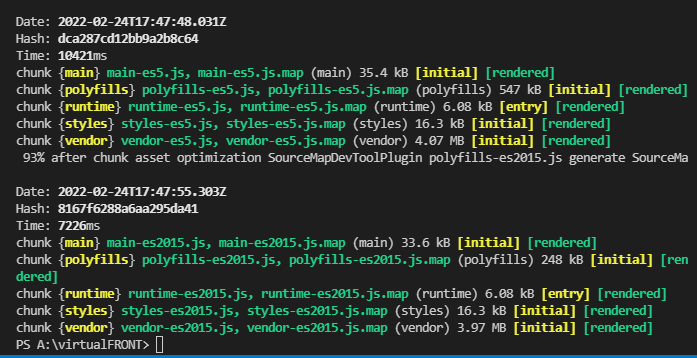 Date: 2022-02-24T17:47:48.031Z
Hash: dca287cd12bb9a2b8c64
Time: 10421ms
chunk {main} main-es5.js, main-es5.js.map (main) 35.4 kB [initial] [rendered]
chunk {polyfills} polyfills-es5.js, polyfills-es5.js.map (polyfills) 547 kB [initial] [rendered]
chunk {runtime} runtime-es5.js, runtime-es5.js.map (runtime) 6.08 kB [entry] [rendered]
chunk {styles} styles-es5.js, styles-es5.js.map (styles) 16.3 kB [initial] [rendered]
chunk {vendor} vendor-es5.js, vendor-es5.js.map (vendor) 4.07 MB [initial] [rendered]
93% after chunk asset optimization SourceMapDevToolPlugin polyfills-es2015.js generate SourceMa
Date: 2022-02-24T17:47:55.303Z
Hash: 8167f6288a6aa295da41
Time: 7226ms
chunk {main} main-es2015.js, main-es2015.js.map (main) 33.6 kB [initial] [rendered]
chunk {polyfills} polyfills-es2015.js, polyfills-es2015.js.map (polyfills) 248 kB [initial] [ren
dered]
chunk {runtime} runtime-es2015.js, runtime-es2015.js.map (runtime) 6.08 kB [entry] [rendered]
chunk {styles} styles-es2015.js, styles-es2015.js.map (styles) 16.3 kB [initial] [rendered]
chunk {vendor} vendor-es2015.js, vendor-es2015.js.map (vendor) 3.97 MB [initial] [rendered]
PS A:\virtualFRONT>